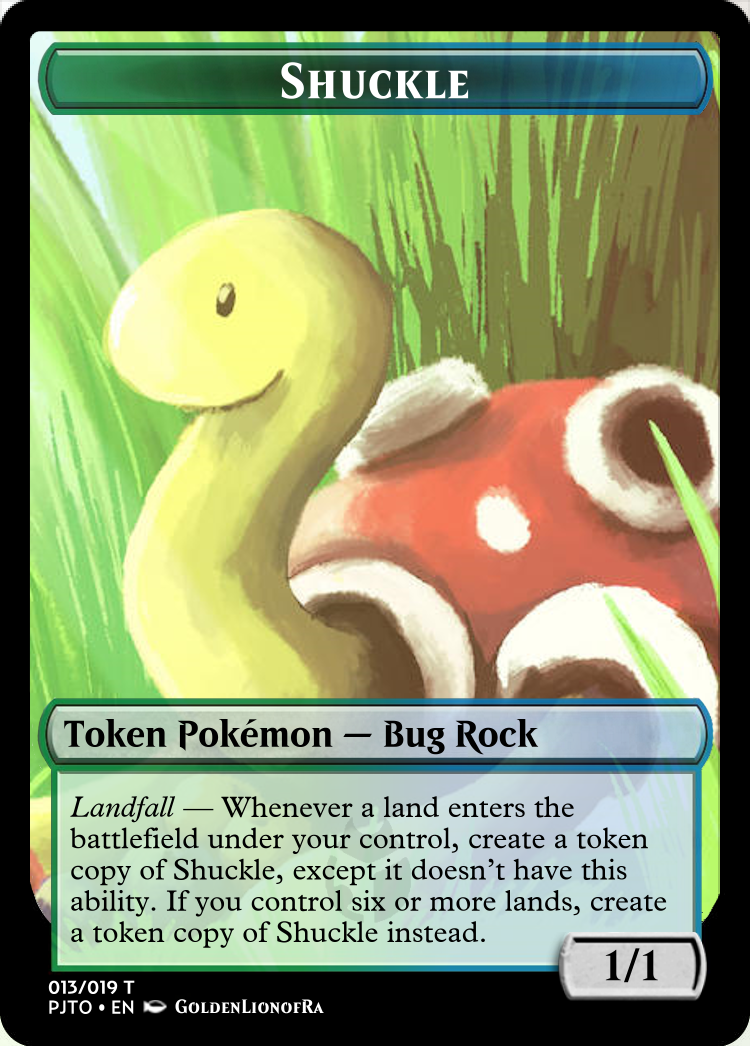 Shuckle
Token Pokémon — Bug Rock
Landfall — Whenever a land enters the
battlefield under your control, create a token
copy of Shuckle, except it doesn’t have this
ability. If you control six or more lands, create
a token copy of Shuckle instead.
1/1
013/019 T
PJTO • EN GoldenLionofRa